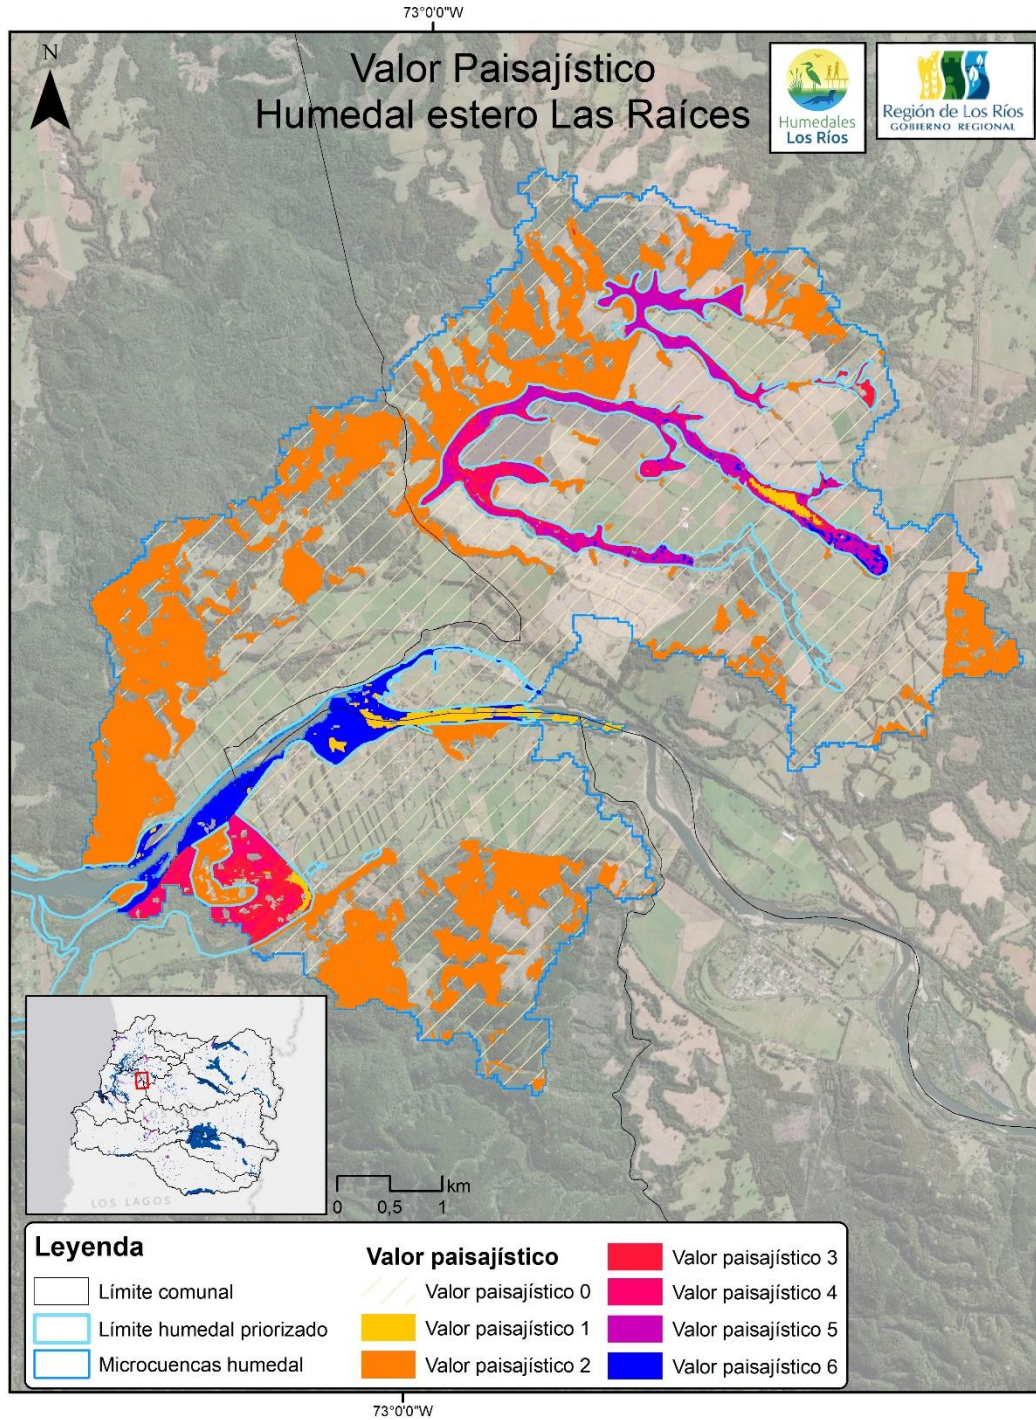 73°0'0"W
N
Valor Paisajístico
Humedal estero Las Raíces
Humedales
Los Ríos
Región de Los Ríos
GOBIERNO REGIONAL
LOS RIOS
LOS LAGOS
0 0,5 1 km
Leyenda
Límite comunal
Límite humedal priorizado
Microcuencas humedal
Valor paisajístico
Valor paisajístico 0
Valor paisajístico 1
Valor paisajístico 2
Valor paisajístico 3
Valor paisajístico 4
Valor paisajístico 5
Valor paisajístico 6
73°0'0"W